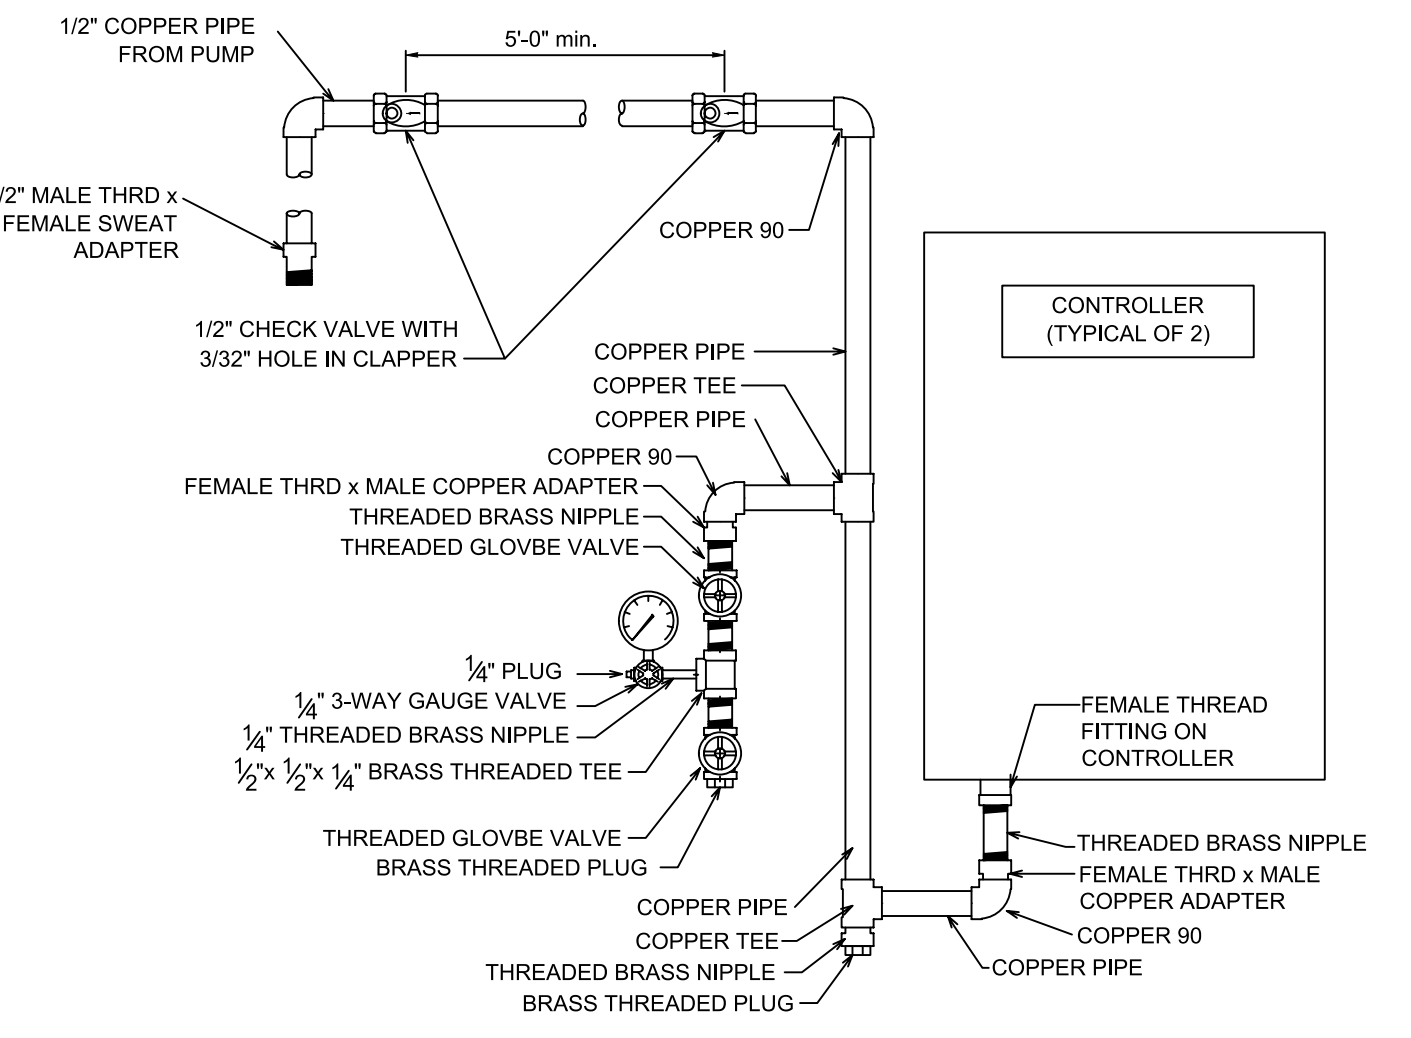 1/2" COPPER PIPE
FROM PUMP
5'-0" min.
/2" MALE THRD x
FEMALE SWEAT
ADAPTER
COPPER 90
1/2" CHECK VALVE WITH
3/32" HOLE IN CLAPPER
CONTROLLER
(TYPICAL OF 2)
COPPER PIPE
COPPER TEE
COPPER PIPE
COPPER 90
FEMALE THRD x MALE COPPER ADAPTER
THREADED BRASS NIPPLE
THREADED GLOVBE VALVE
1/4" PLUG
1/4" 3-WAY GAUGE VALVE
1/4" THREADED BRASS NIPPLE
1/2"x 1/2"x 1/4" BRASS THREADED TEE
THREADED GLOVBE VALVE
BRASS THREADED PLUG
FEMALE THREAD
FITTING ON
CONTROLLER
THREADED BRASS NIPPLE
FEMALE THRD x MALE
COPPER ADAPTER
COPPER 90
COPPER PIPE
COPPER PIPE
COPPER TEE
THREADED BRASS NIPPLE
BRASS THREADED PLUG